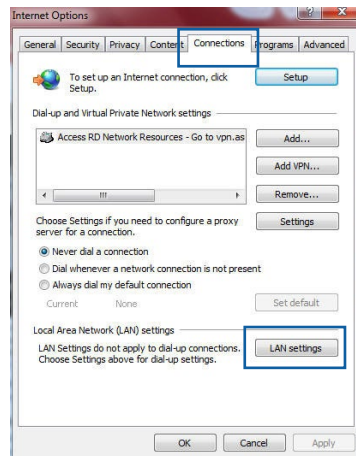 Internet Options
General Security Privacy Content Connections Programs Advanced
To set up an Internet connection, click
Setup.
Setup
Dial-up and Virtual Private Network settings
Access RD Network Resources - Go to vpn.as
Add...
Add VPN...
Remove...
Choose Settings if you need to configure a proxy
server for a connection.
Settings
Never dial a connection
Dial whenever a network connection is not present
Always dial my default connection
Current None
Set default
Local Area Network (LAN) settings
LAN Settings do not apply to dial-up connections.
Choose Settings above for dial-up settings.
LAN settings
OK Cancel Apply